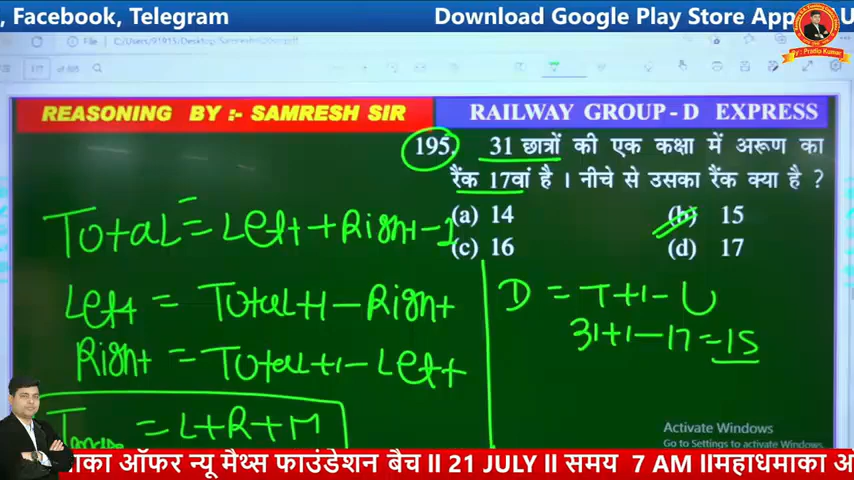 , Facebook, Telegram Download Google Play Store App
REASONING BY :- SAMRESH SIR
RAILWAY GROUP - D EXPRESS
195. 31 छात्रों की एक कक्षा में अरूण का
रैंक 17वां है । नीचे से उसका रैंक क्या है ?
(a) 14 (b) 15
(c) 16 (d) 17
Total = Left + Right - 1
Left = Total + 1 - Right
Right = Total + 1 - Left
= L + R + M
D = T + 1 - U
31 + 1 - 17 = 15
Activate Windows
Go to Settings to activate Windows.
माका ऑफर न्यू मैथ्स फाउंडेशन बैच II 21 JULY II समय 7 AM IIमहाधमाका अ